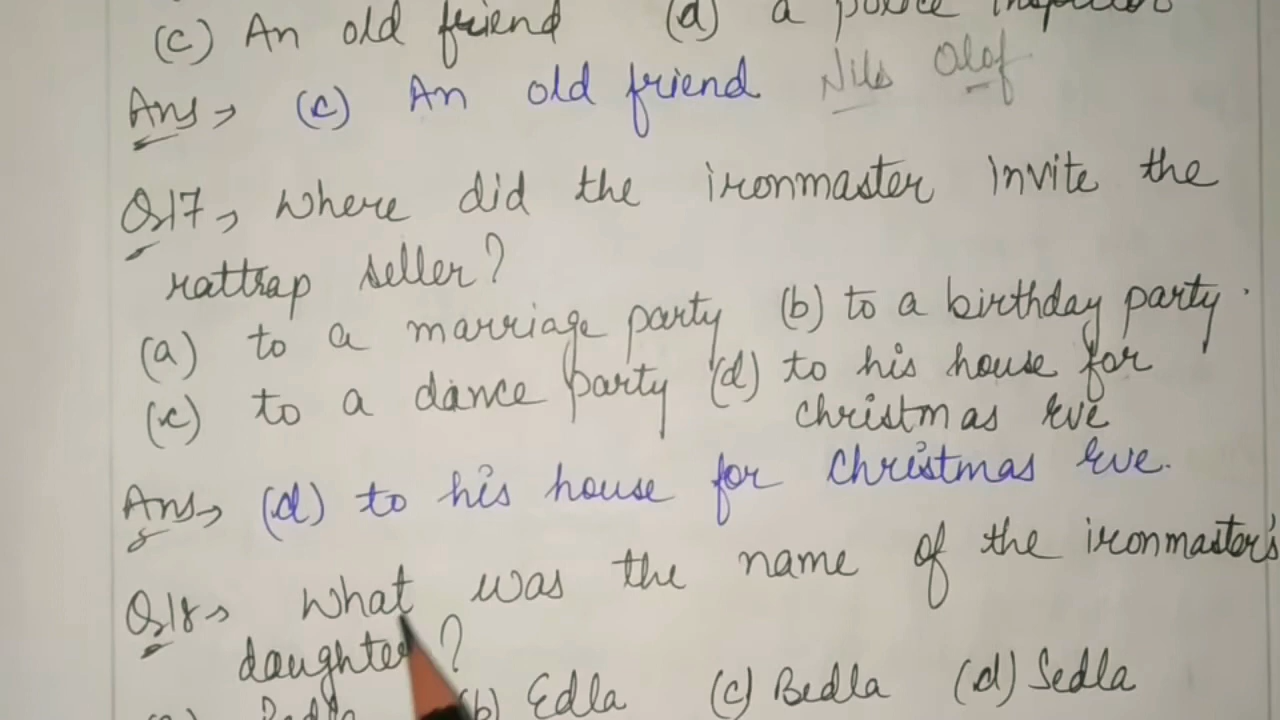 (c) An old friend (d) a police inspector
Ans → (c) An old friend Nils Olof
Q17→ Where did the ironmaster invite the
rattrap seller?
(a) to a marriage party (b) to a birthday party.
(c) to a dance party (d) to his house for
christmas eve
Ans→ (d) to his house for Christmas eve.
Q18→ What was the name of the ironmaster's
daughter?
(b) Edla (c) Bedla (d) Sedla